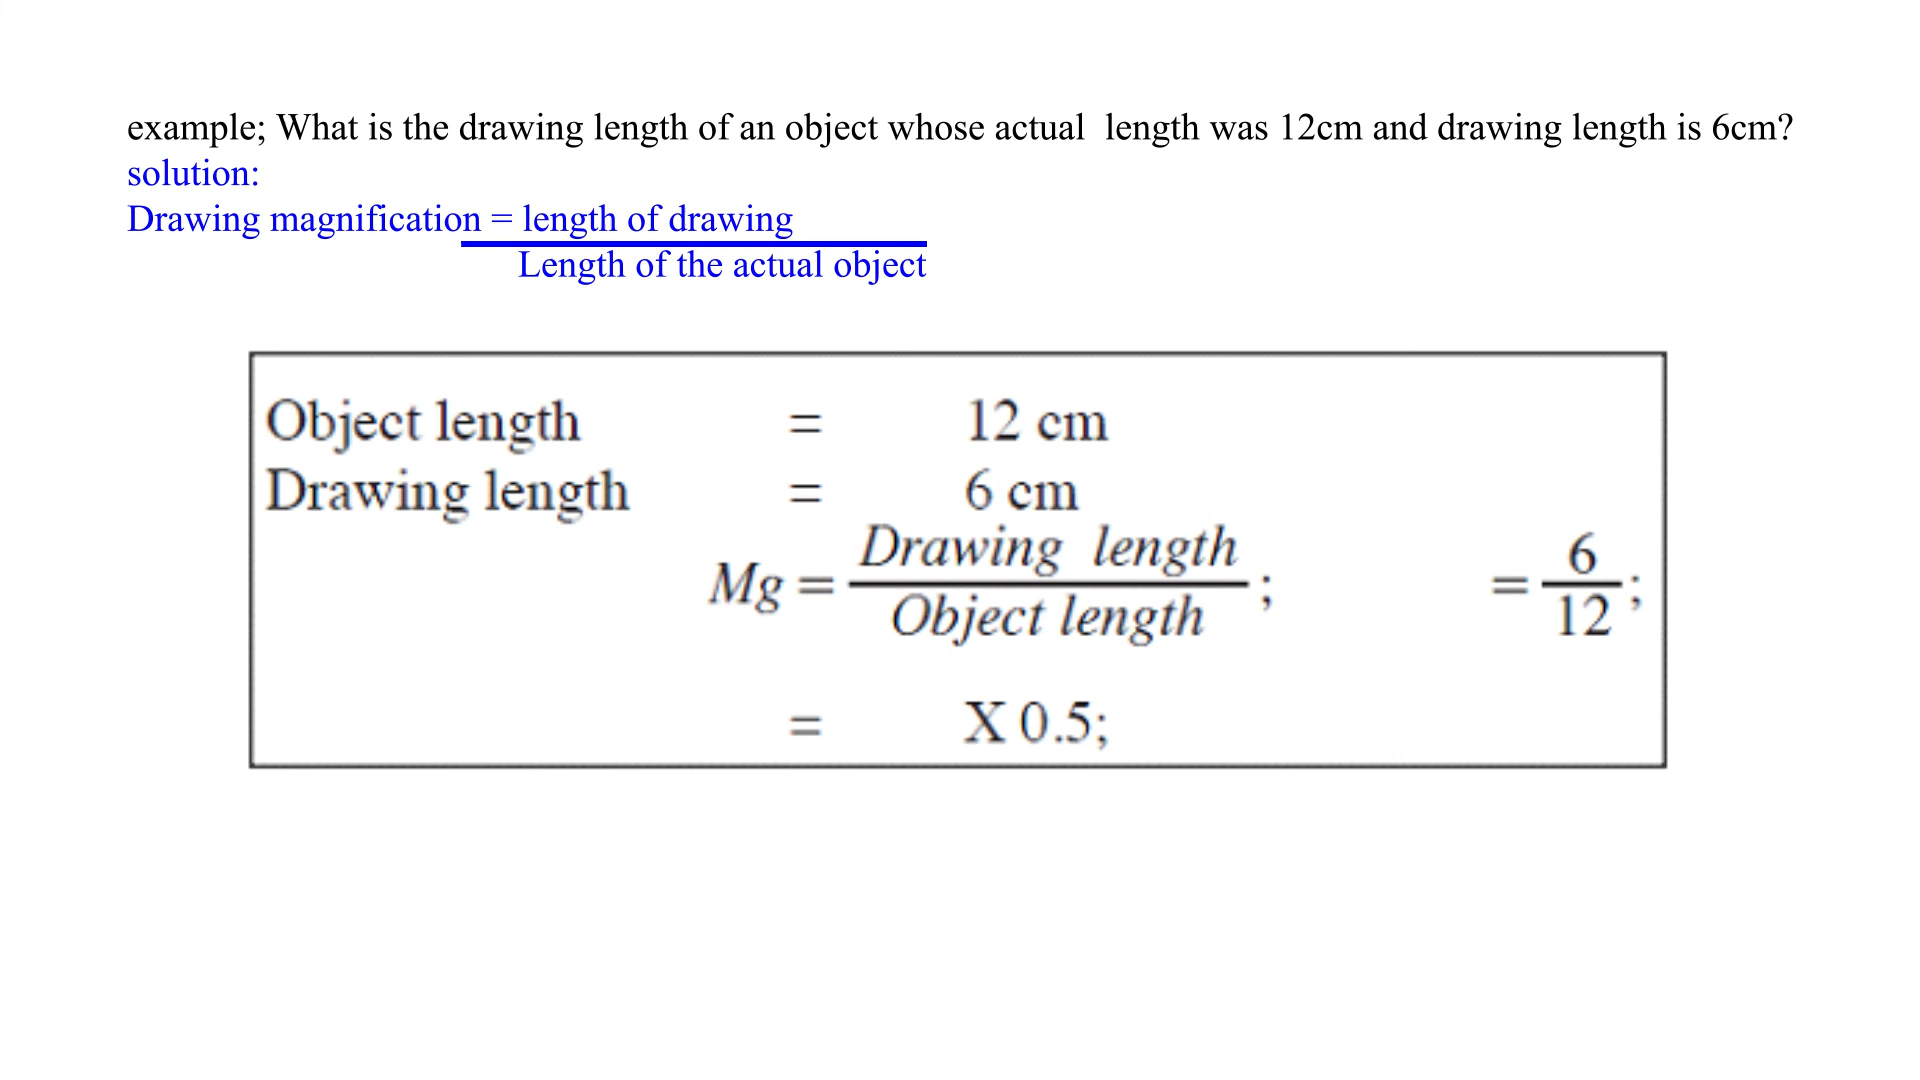 example; What is the drawing length of an object whose actual  length was 12cm and drawing length is 6cm?
solution:
Drawing magnification = length of drawing
Length of the actual object
Object length = 12 cm
Drawing length = 6 cm
Mg = Drawing length / Object length ; = 6 / 12 ;
= X 0.5;